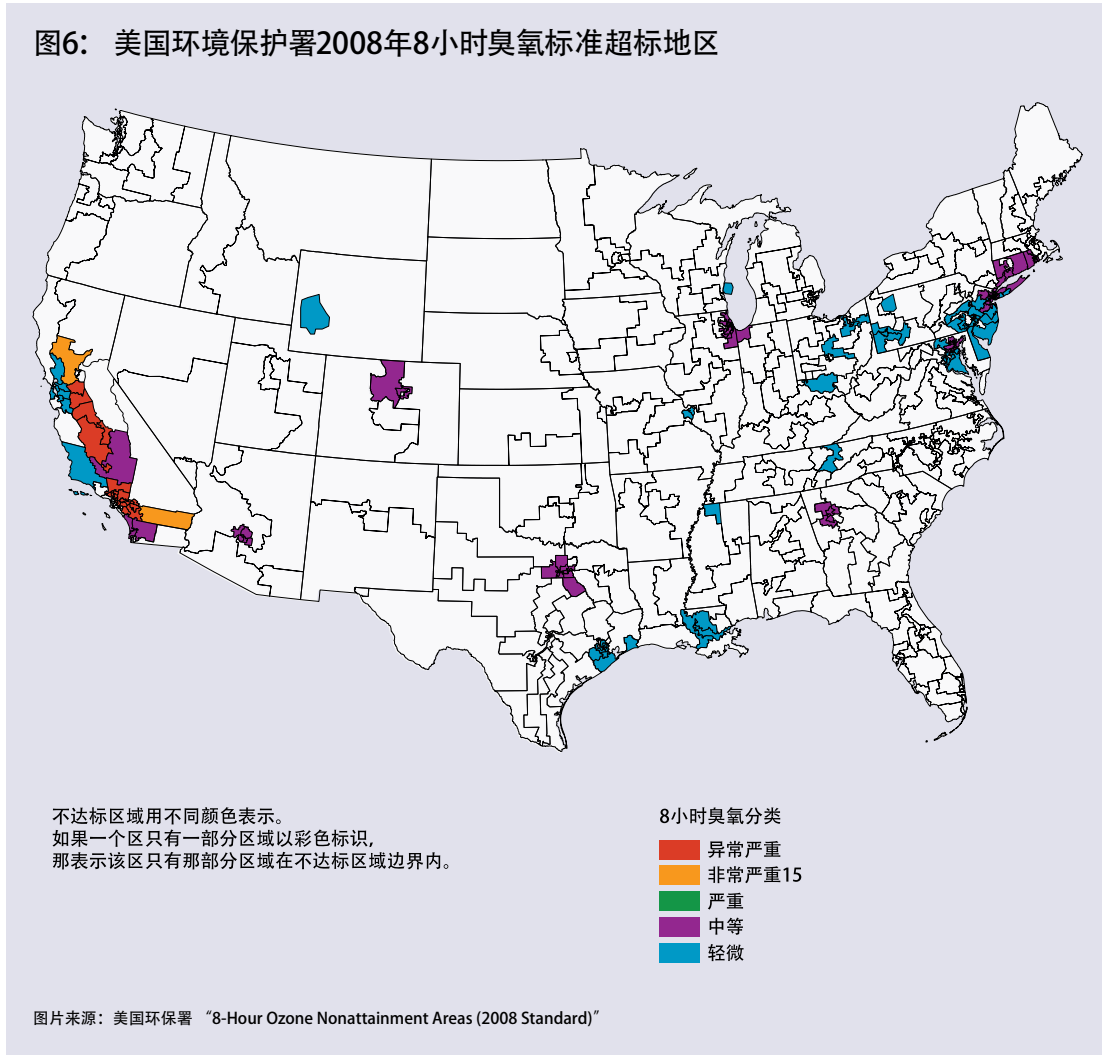 图6: 美国环境保护署2008年8小时臭氧标准超标地区
不达标区域用不同颜色表示。
如果一个区只有一部分区域以彩色标识,
那表示该区只有那部分区域在不达标区域边界内。
8小时臭氧分类
异常严重
非常严重15
严重
中等
轻微
图片来源：美国环保署 “8-Hour Ozone Nonattainment Areas (2008 Standard)”